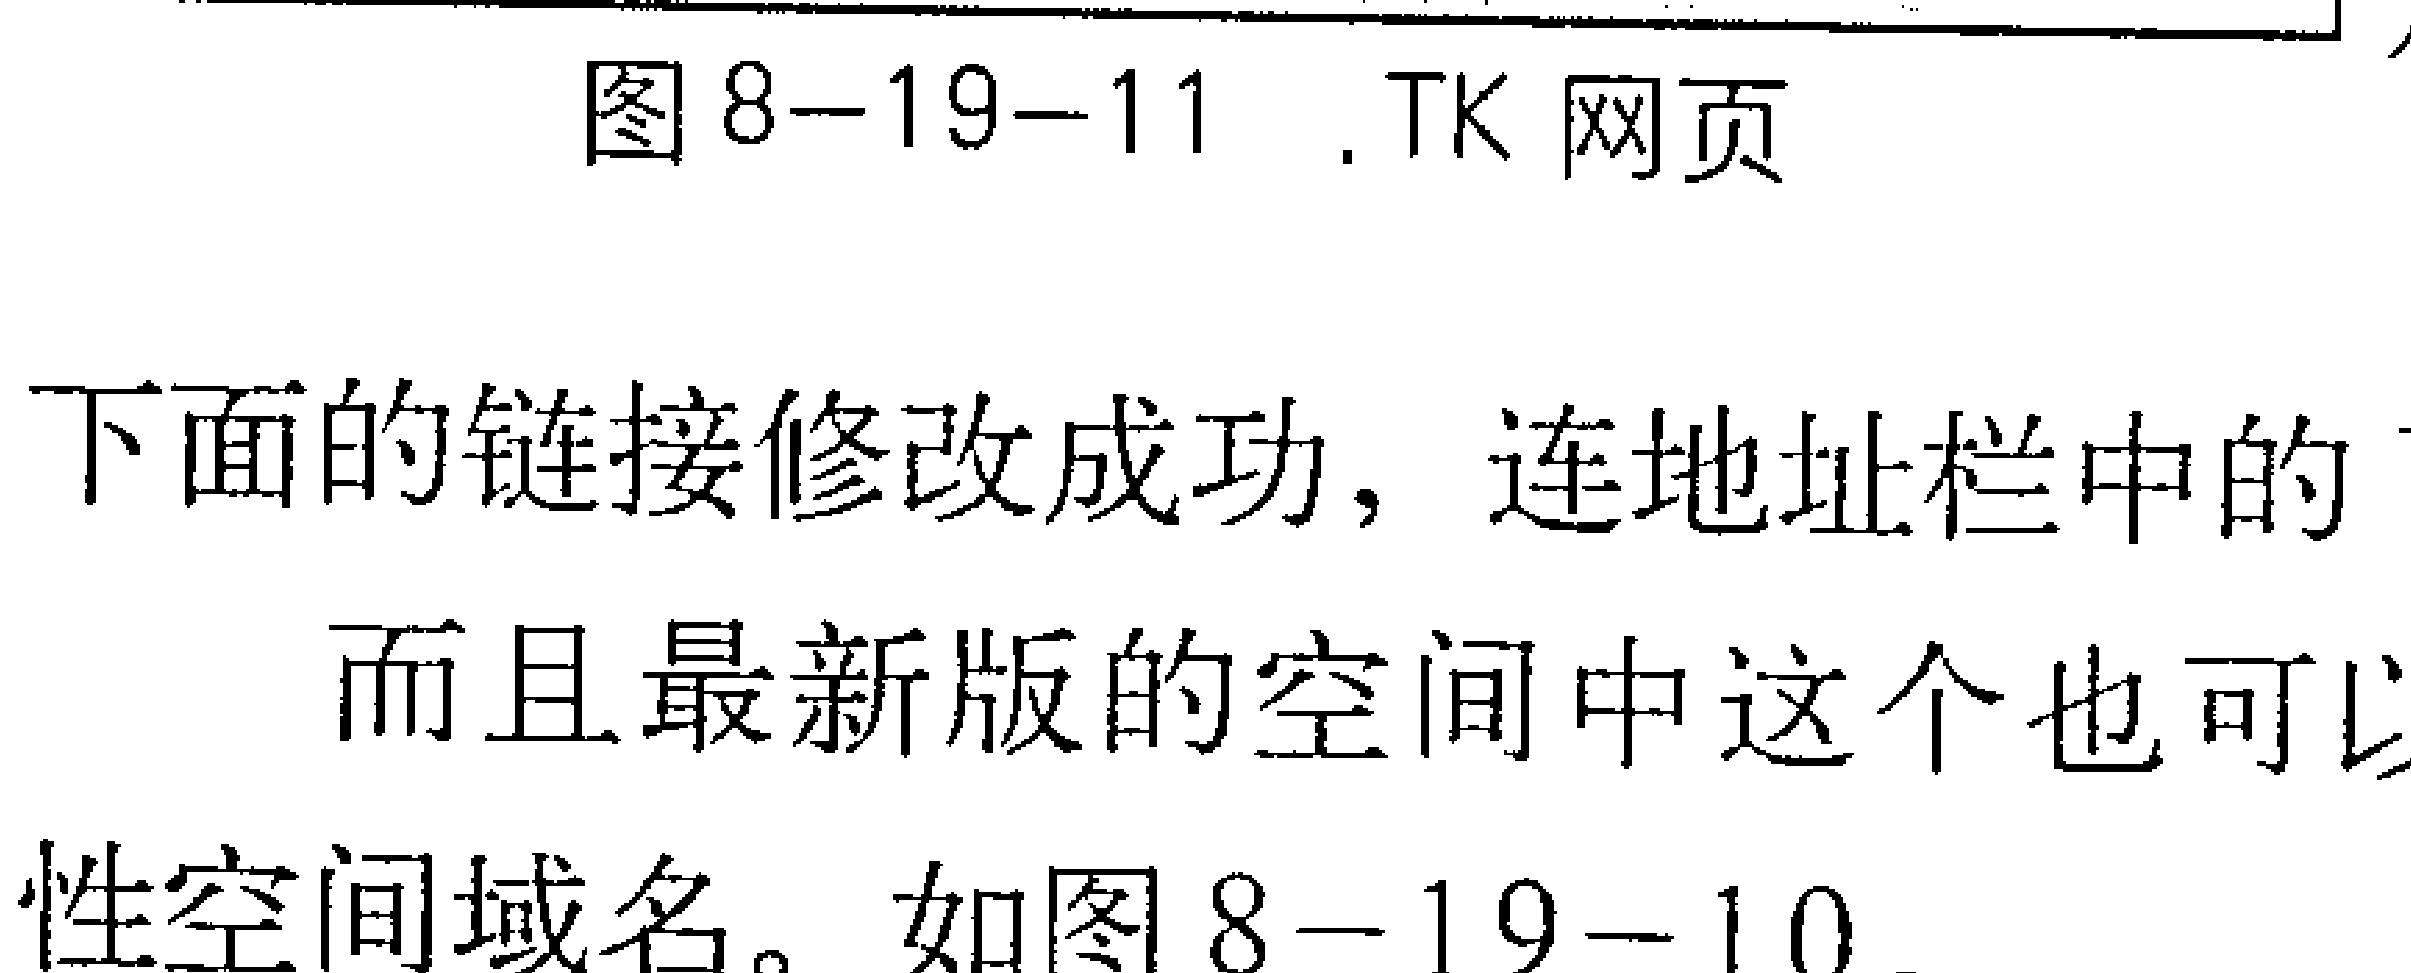 图 8-19-11 .TK 网页
下面的链接修改成功，连地址栏中的
而且最新版的空间中这个也可以
性空间域名。如图 8-19-10